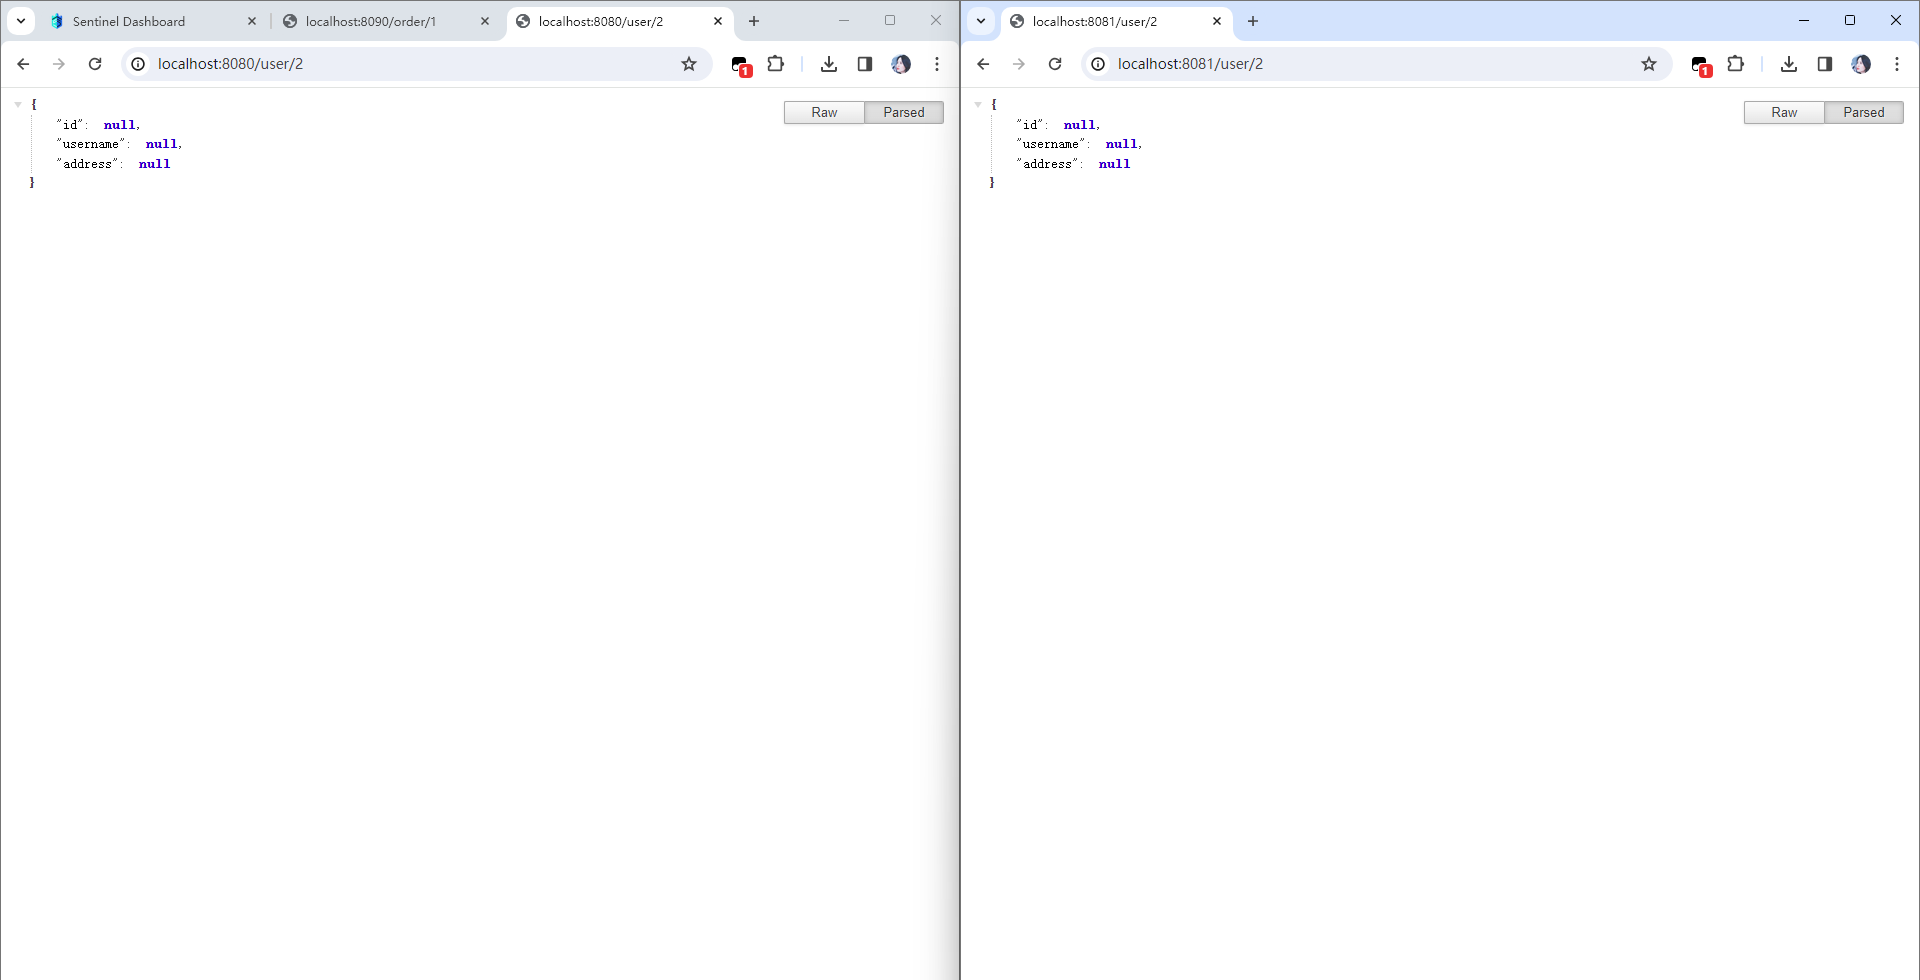 Sentinel Dashboard
localhost:8090/order/1
localhost:8080/user/2
localhost:8080/user/2
1
Raw
Parsed
{
"id": null,
"username": null,
"address": null
}
localhost:8081/user/2
localhost:8081/user/2
1
Raw
Parsed
{
"id": null,
"username": null,
"address": null
}